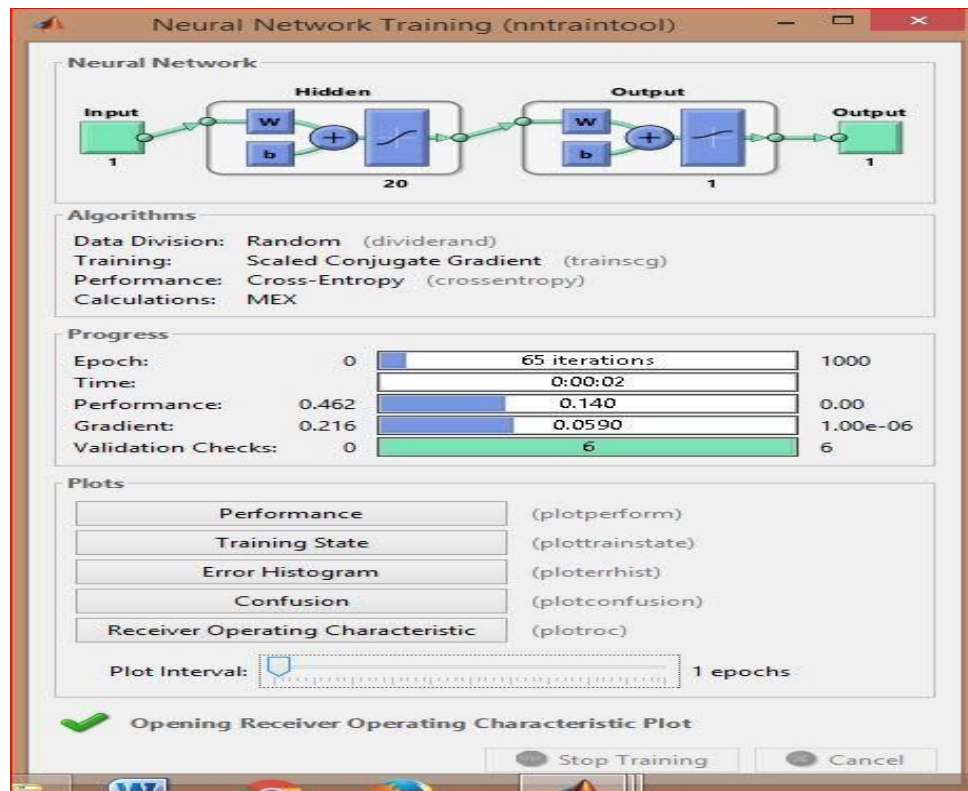 Neural Network Training (nntraintool)
Neural Network
Hidden
Output
Input
Output
W
W
b
b
+
+
1
20
1
1
Algorithms
Data Division: Random (dividerand)
Training: Scaled Conjugate Gradient (trainscg)
Performance: Cross-Entropy (crossentropy)
Calculations: MEX
Progress
Epoch: 0 65 iterations 1000
Time: 0:00:02
Performance: 0.462 0.140 0.00
Gradient: 0.216 0.0590 1.00e-06
Validation Checks: 0 6 6
Plots
Performance (plotperform)
Training State (plottrainstate)
Error Histogram (ploterrhist)
Confusion (plotconfusion)
Receiver Operating Characteristic (plotroc)
Plot Interval: 1 epochs
Opening Receiver Operating Characteristic Plot
Stop Training Cancel
W